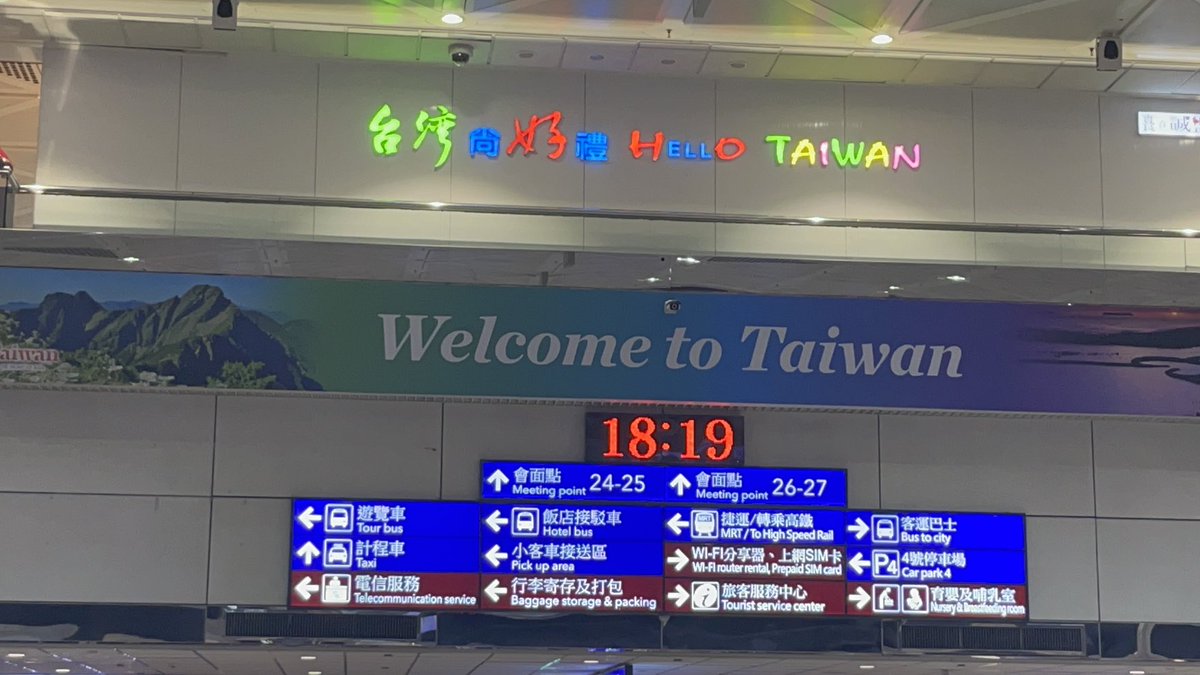 台灣尚好禮 HELLO TAIWAN
Welcome to Taiwan
18:19
會面點 24-25
Meeting point
會面點 26-27
Meeting point
遊覽車
Tour bus
計程車
Taxi
電信服務
Telecommunication service
飯店接駁車
Hotel bus
小客車接送區
Pick up area
行李寄存及打包
Baggage storage & packing
MRT
捷運/轉乘高鐵
MRT / To High Speed Rail
WI-FI分享器、上網SIM卡
WI-FI router rental, Prepaid SIM card
旅客服務中心
Tourist service center
客運巴士
Bus to city
P4
4號停車場
Car park 4
育嬰及哺乳室
Nursery & Breastfeeding room